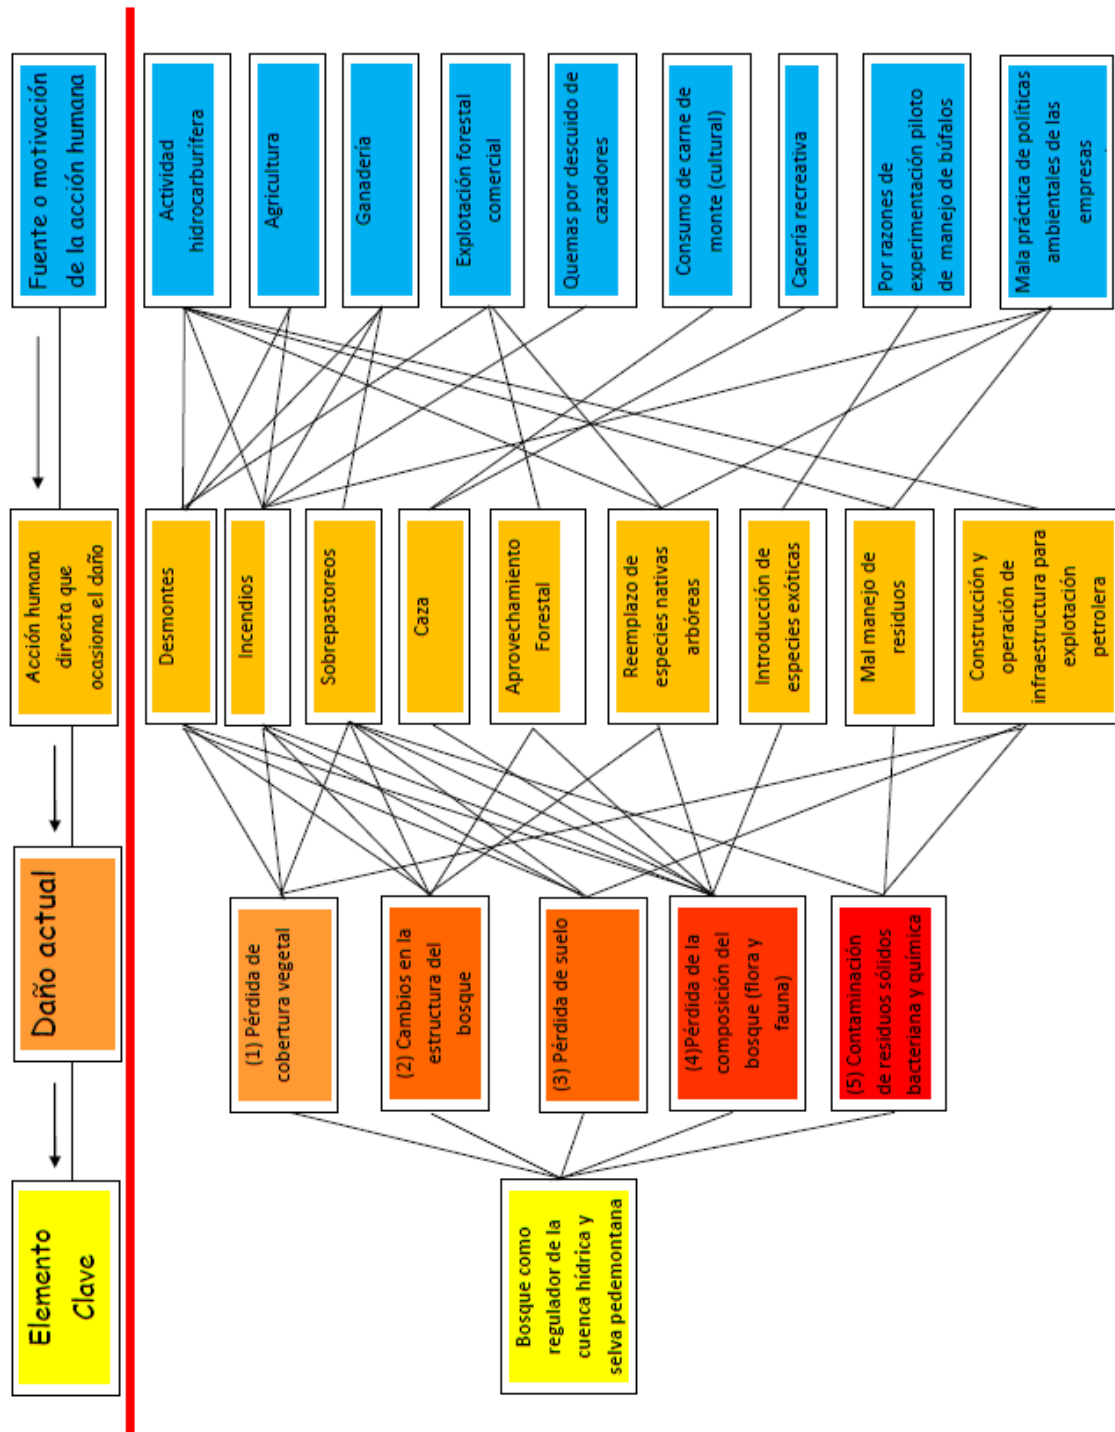 Elemento
Clave
Daño actual
Acción humana
directa que
ocasiona el daño
Fuente o motivación
de la acción humana
Bosque como
regulador de la
cuenca hídrica y
selva pedemontana
(1) Pérdida de
cobertura vegetal
(2) Cambios en la
estructura del
bosque
(3) Pérdida de suelo
(4)Pérdida de la
composición del
bosque (flora y
fauna)
(5) Contaminación
de residuos sólidos
bacteriana y química
Desmontes
Incendios
Sobrepastoreos
Caza
Aprovechamiento
Forestal
Reemplazo de
especies nativas
arbóreas
Introducción de
especies exóticas
Mal manejo de
residuos
Construcción y
operación de
infraestructura para
explotación
petrolera
Actividad
hidrocarburífera
Agricultura
Ganadería
Explotación forestal
comercial
Quemas por descuido de
cazadores
Consumo de carne de
monte (cultural)
Cacería recreativa
Por razones de
experimentación piloto
de manejo de búfalos
Mala práctica de políticas
ambientales de las
empresas